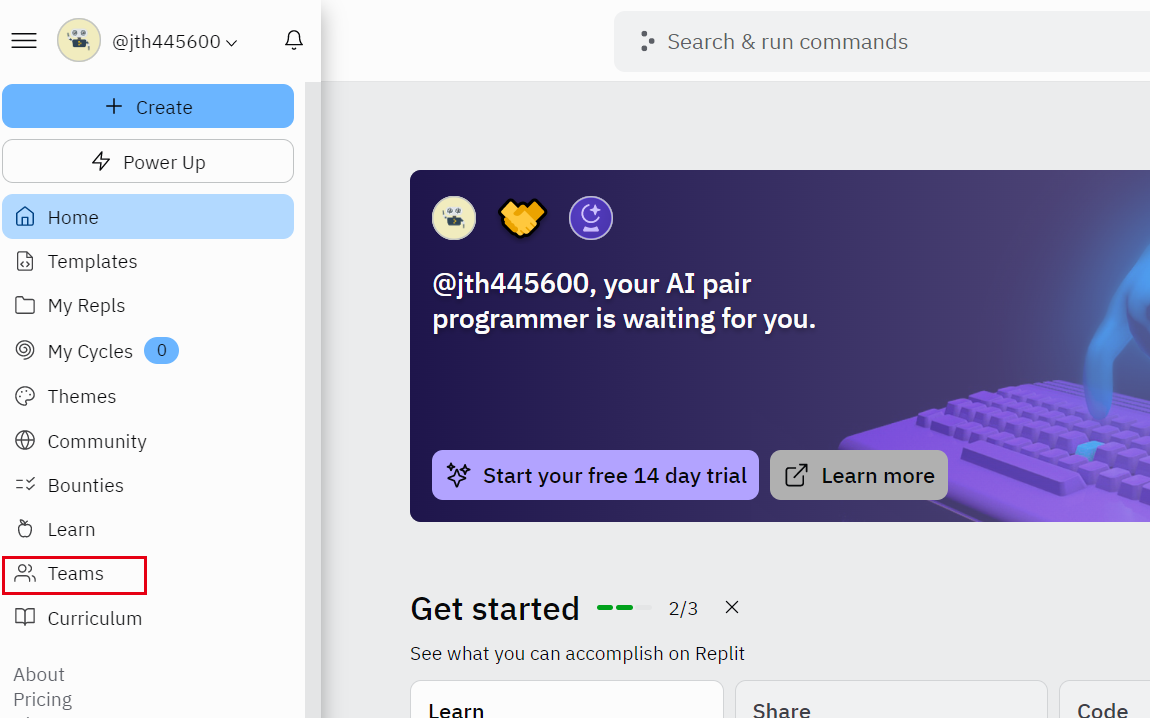 @jth445600
Search & run commands
Create
Power Up
Home
Templates
My Repls
My Cycles 0
Themes
Community
Bounties
Learn
Teams
Curriculum
About
Pricing
@jth445600, your AI pair
programmer is waiting for you.
Start your free 14 day trial
Learn more
Get started 2/3
See what you can accomplish on Replit
Learn
Share
Code